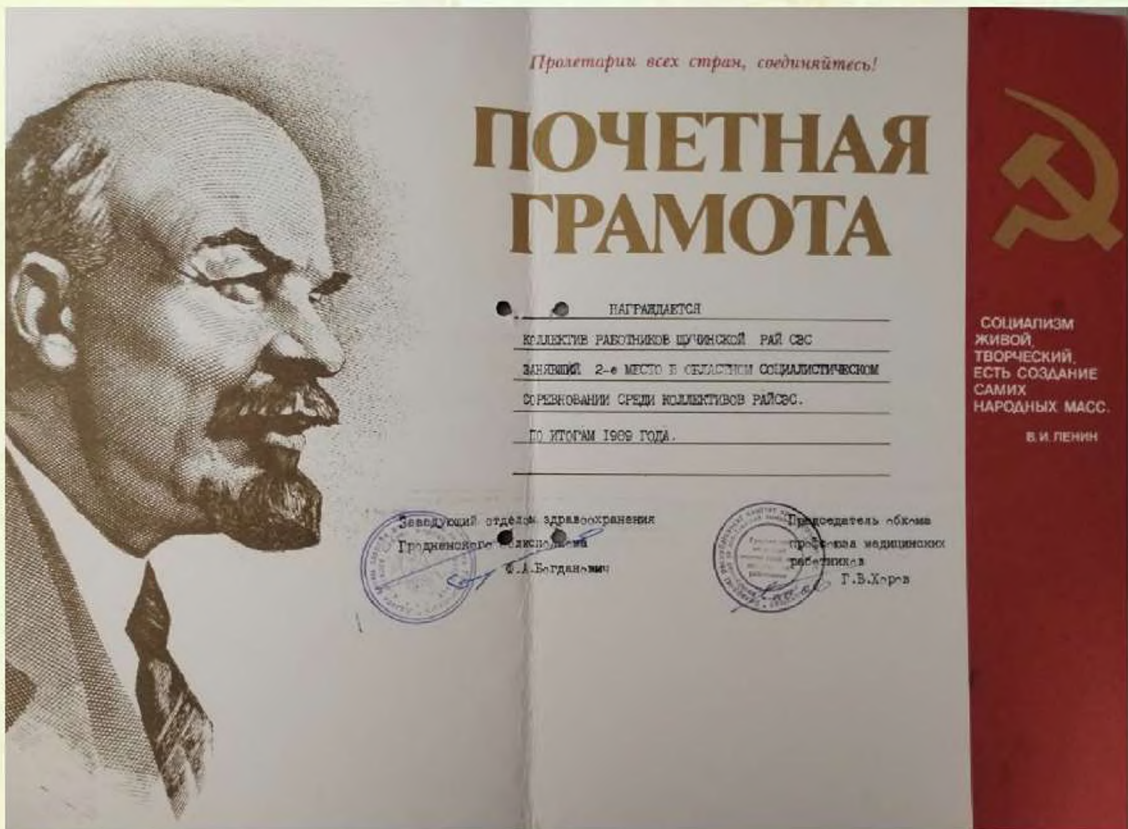 Пролетарии всех стран, соединяйтесь!
ПОЧЕТНАЯ
ГРАМОТА
НАГРАЖДАЕТСЯ
КОЛЛЕКТИВ РАБОТНИКОВ ЩУЧИНСКОЙ РАЙ СЭС
ЗАНЯВШИЙ 2-е МЕСТО В ОБЛАСТНОМ СОЦИАЛИСТИЧЕСКОМ
СОРЕВНОВАНИИ СРЕДИ КОЛЛЕКТИВОВ РАЙСЭС.
ПО ИТОГАМ 1989 ГОДА.
Заведующий отделом здравоохранения
Гродненского облисполкома
Ф.А.Богданович
Председатель обкома
профсоюза медицинских
работников
Г.В.Хоров
СОЦИАЛИЗМ
ЖИВОЙ,
ТВОРЧЕСКИЙ,
ЕСТЬ СОЗДАНИЕ
САМИХ
НАРОДНЫХ МАСС.
В. И. ЛЕНИН